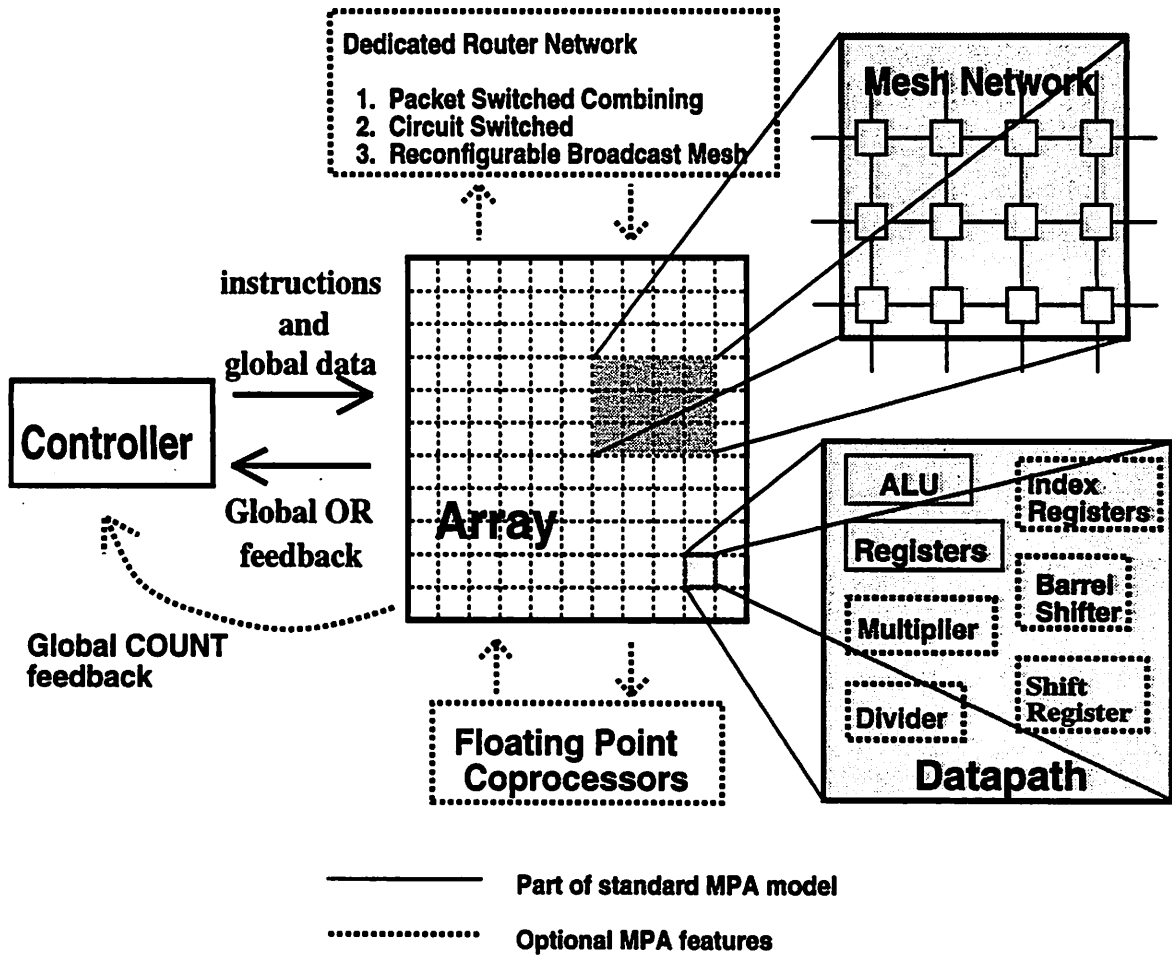 Dedicated Router Network
1. Packet Switched Combining
2. Circuit Switched
3. Reconfigurable Broadcast Mesh
Mesh Network
instructions
and
global data
Controller
Global OR
feedback
Array
Global COUNT
feedback
Floating Point
Coprocessors
ALU
Registers
Multiplier
Divider
Index
Registers
Barrel
Shifter
Shift
Register
Datapath
Part of standard MPA model
Optional MPA features